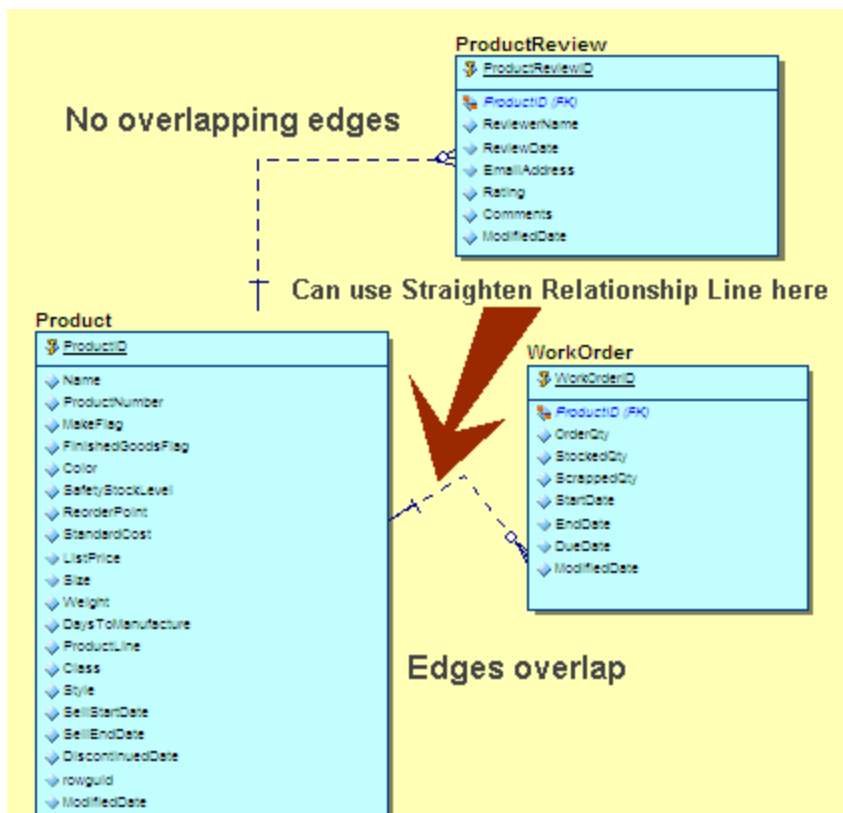 ProductReview
ProductReviewID
ProductID (FK)
ReviewerName
ReviewDate
EmailAddress
Rating
Comments
ModifiedDate
No overlapping edges
Can use Straighten Relationship Line here
Product
ProductID
Name
ProductNumber
MakeFlag
FinishedGoodsFlag
Color
SafetyStockLevel
ReorderPoint
StandardCost
ListPrice
Size
Weight
DaysToManufacture
ProductLine
Class
Style
SellStartDate
SellEndDate
DiscontinuedDate
rowguid
ModifiedDate
WorkOrder
WorkOrderID
ProductID (FK)
OrderQty
StockedQty
ScrappedQty
StartDate
EndDate
DueDate
ModifiedDate
Edges overlap